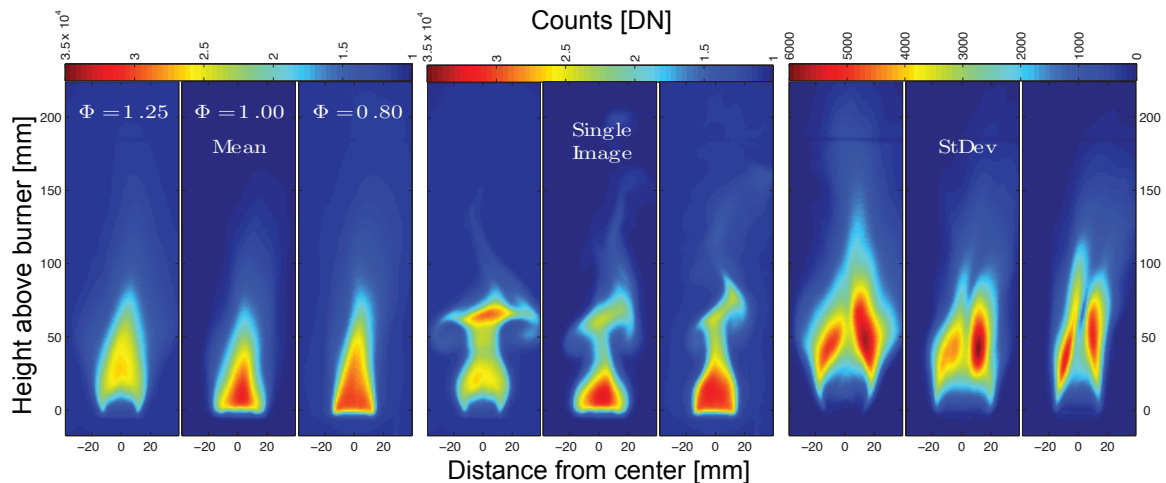 Counts [DN]
3.5 x 10⁴ 3 2.5 2 1.5 1
3.5 x 10⁴ 3 2.5 2 1.5 1
6000 5000 4000 3000 2000 1000 0
Φ = 1.25 Φ = 1.00 Φ = 0.80
Mean
Single
Image
StDev
Height above burner [mm]
200
150
100
50
0
200
150
100
50
0
−20 0 20 −20 0 20 −20 0 20 −20 0 20 −20 0 20 −20 0 20 −20 0 20 −20 0 20 −20 0 20
Distance from center [mm]